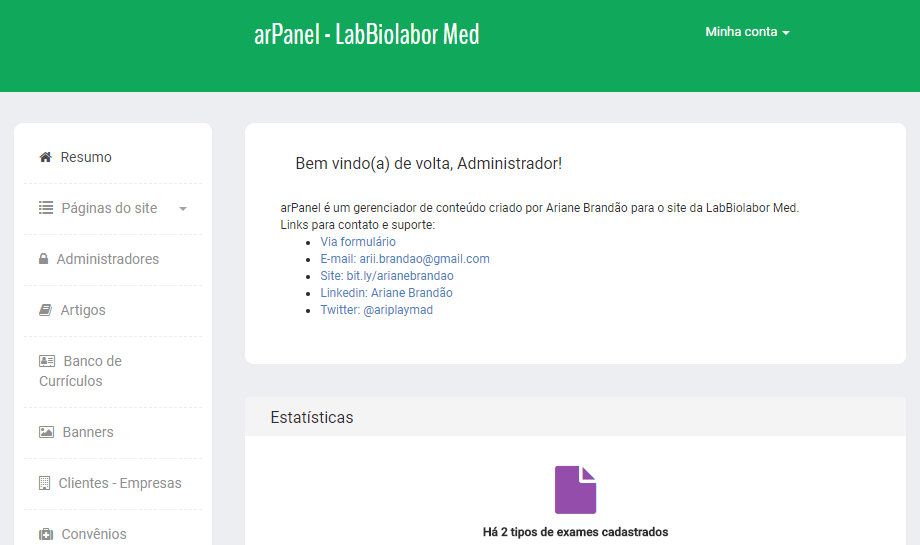 arPanel - LabBiolabor Med
Minha conta
Resumo
Páginas do site
Administradores
Artigos
Banco de
Currículos
Banners
Clientes - Empresas
Convênios
Bem vindo(a) de volta, Administrador!
arPanel é um gerenciador de conteúdo criado por Ariane Brandão para o site da LabBiolabor Med.
Links para contato e suporte:
Via formulário
E-mail: arii.brandao@gmail.com
Site: bit.ly/arianebrandao
Linkedin: Ariane Brandão
Twitter: @ariplaymad
Estatísticas
Há 2 tipos de exames cadastrados